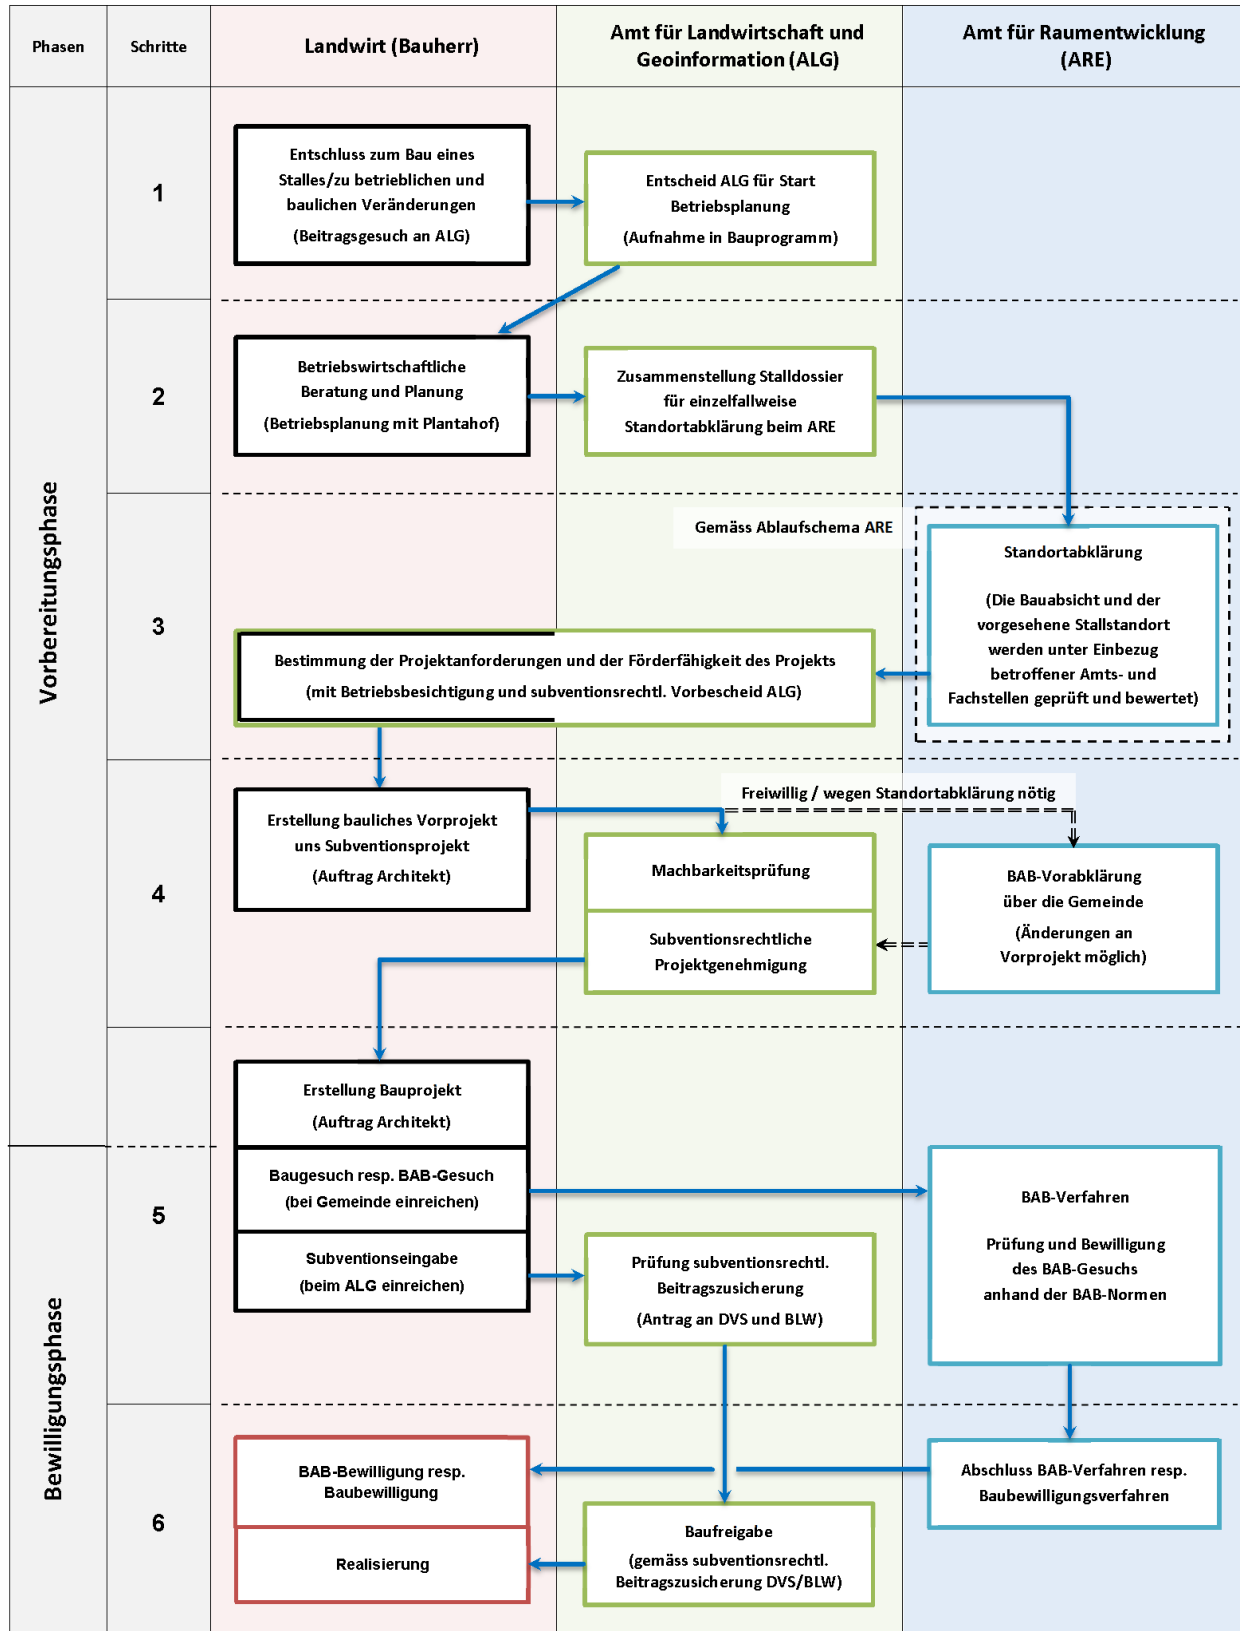 Phasen
Schritte
Landwirt (Bauherr)
Amt für Landwirtschaft und
Geoinformation (ALG)
Amt für Raumentwicklung
(ARE)
Vorbereitungsphase
1
Entschluss zum Bau eines
Stalles/zu betrieblichen und
baulichen Veränderungen
(Beitragsgesuch an ALG)
Entscheid ALG für Start
Betriebsplanung
(Aufnahme in Bauprogramm)
2
Betriebswirtschaftliche
Beratung und Planung
(Betriebsplanung mit Plantahof)
Zusammenstellung Stalldossier
für einzelfallweise
Standortabklärung beim ARE
3
Gemäss Ablaufschema ARE
Standortabklärung
(Die Bauabsicht und der
vorgesehene Stallstandort
werden unter Einbezug
betroffener Amts- und
Fachstellen geprüft und bewertet)
Bestimmung der Projektanforderungen und der Förderfähigkeit des Projekts
(mit Betriebsbesichtigung und subventionsrechtl. Vorbescheid ALG)
4
Erstellung bauliches Vorprojekt
uns Subventionsprojekt
(Auftrag Architekt)
Freiwillig / wegen Standortabklärung nötig
Machbarkeitsprüfung
Subventionsrechtliche
Projektgenehmigung
BAB-Vorabklärung
über die Gemeinde
(Änderungen an
Vorprojekt möglich)
Bewilligungsphase
5
Erstellung Bauprojekt
(Auftrag Architekt)
Baugesuch resp. BAB-Gesuch
(bei Gemeinde einreichen)
Subventionseingabe
(beim ALG einreichen)
Prüfung subventionsrechtl.
Beitragszusicherung
(Antrag an DVS und BLW)
BAB-Verfahren
Prüfung und Bewilligung
des BAB-Gesuchs
anhand der BAB-Normen
6
BAB-Bewilligung resp.
Baubewilligung
Realisierung
Baufreigabe
(gemäss subventionsrechtl.
Beitragszusicherung DVS/BLW)
Abschluss BAB-Verfahren resp.
Baubewilligungsverfahren